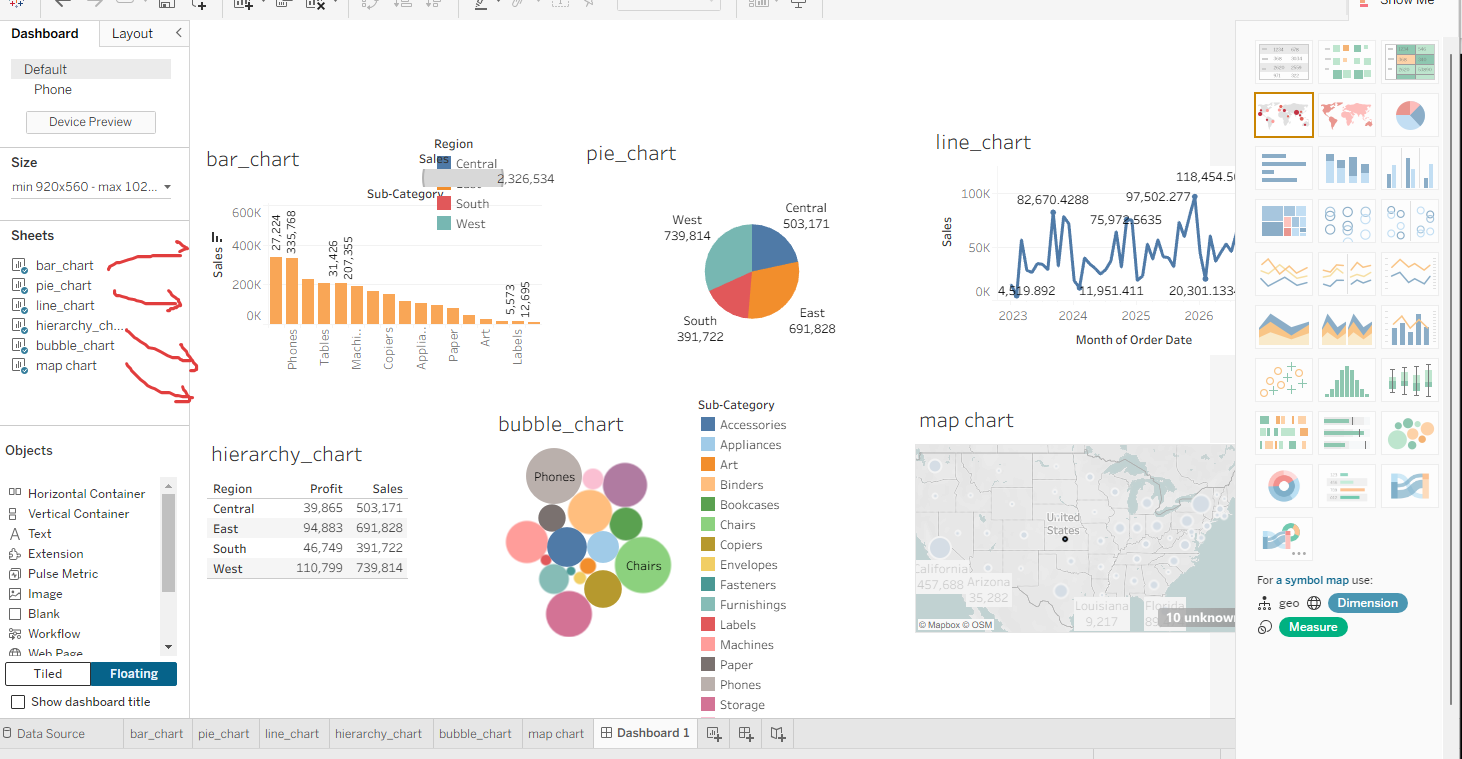 Show Me
Dashboard
Layout
Default
Phone
Device Preview
Size
min 920x560 - max 102...
Sheets
bar_chart
pie_chart
line_chart
hierarchy_ch...
bubble_chart
map chart
Objects
Horizontal Container
Vertical Container
Text
Extension
Pulse Metric
Image
Blank
Workflow
Web Page
Tiled
Floating
Show dashboard title
bar_chart
Region
Sales
Central
2,326,534
Sub-Category
South
West
600K
400K
200K
0K
Sales
27,224
335,768
31,426
207,355
5,573
12,695
Phones
Tables
Machi..
Copiers
Applia..
Paper
Art
Labels
pie_chart
West
739,814
Central
503,171
South
391,722
East
691,828
line_chart
118,454.50
100K
82,670.4288
97,502.277
75,972.5635
Sales
50K
0K
4,519.892
11,951.411
20,301.1334
2023
2024
2025
2026
Month of Order Date
hierarchy_chart
Region Profit Sales
Central 39,865 503,171
East 94,883 691,828
South 46,749 391,722
West 110,799 739,814
bubble_chart
Phones
Chairs
Sub-Category
Accessories
Appliances
Art
Binders
Bookcases
Chairs
Copiers
Envelopes
Fasteners
Furnishings
Labels
Machines
Paper
Phones
Storage
map chart
United
States
California
457,688
Arizona
35,282
Louisiana
9,217
Florida
10 unknown
© Mapbox © OSM
For a symbol map use:
geo
Dimension
Measure
Data Source
bar_chart
pie_chart
line_chart
hierarchy_chart
bubble_chart
map chart
Dashboard 1